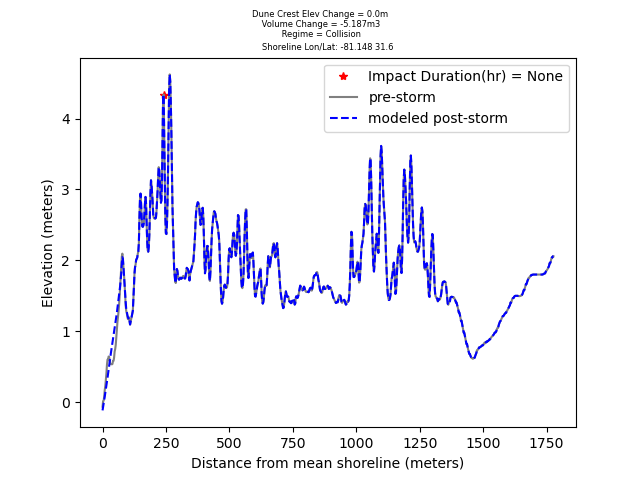 Dune Crest Elev Change = 0.0m
Volume Change = -5.187m3
Regime = Collision
Shoreline Lon/Lat: -81.148 31.6
Impact Duration(hr) = None
pre-storm
modeled post-storm
Elevation (meters)
4
3
2
1
0
0
250
500
750
1000
1250
1500
1750
Distance from mean shoreline (meters)